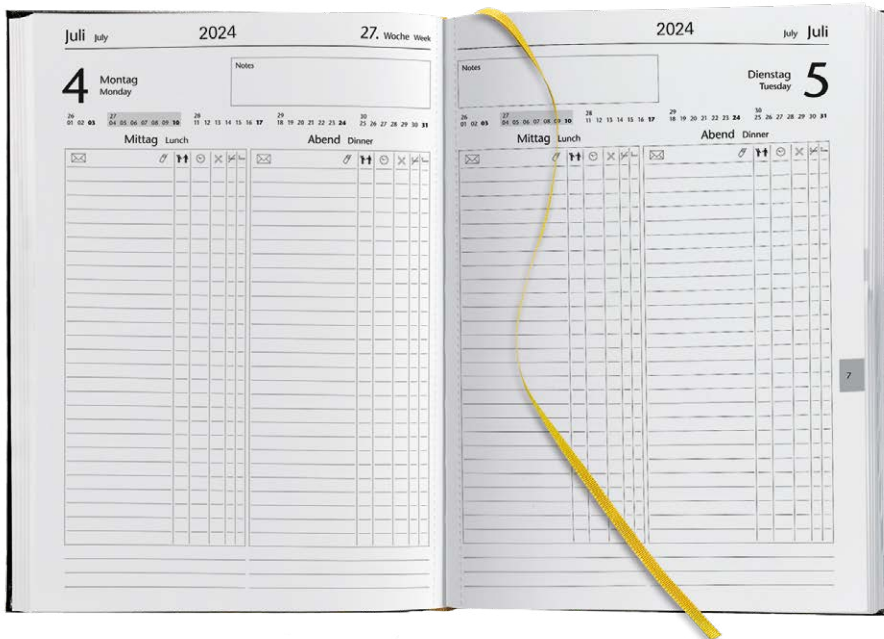 Juli July 2024 27. Woche Week
4 Montag
Monday
Notes
26 27 28 29 30
01 02 03 04 05 06 07 08 09 10 11 12 13 14 15 16 17 18 19 20 21 22 23 24 25 26 27 28 29 30 31
Mittag Lunch Abend Dinner
2024 July Juli
Notes
Dienstag 5
Tuesday
26 27 28 29 30
01 02 03 04 05 06 07 08 09 10 11 12 13 14 15 16 17 18 19 20 21 22 23 24 25 26 27 28 29 30 31
Mittag Lunch Abend Dinner
7